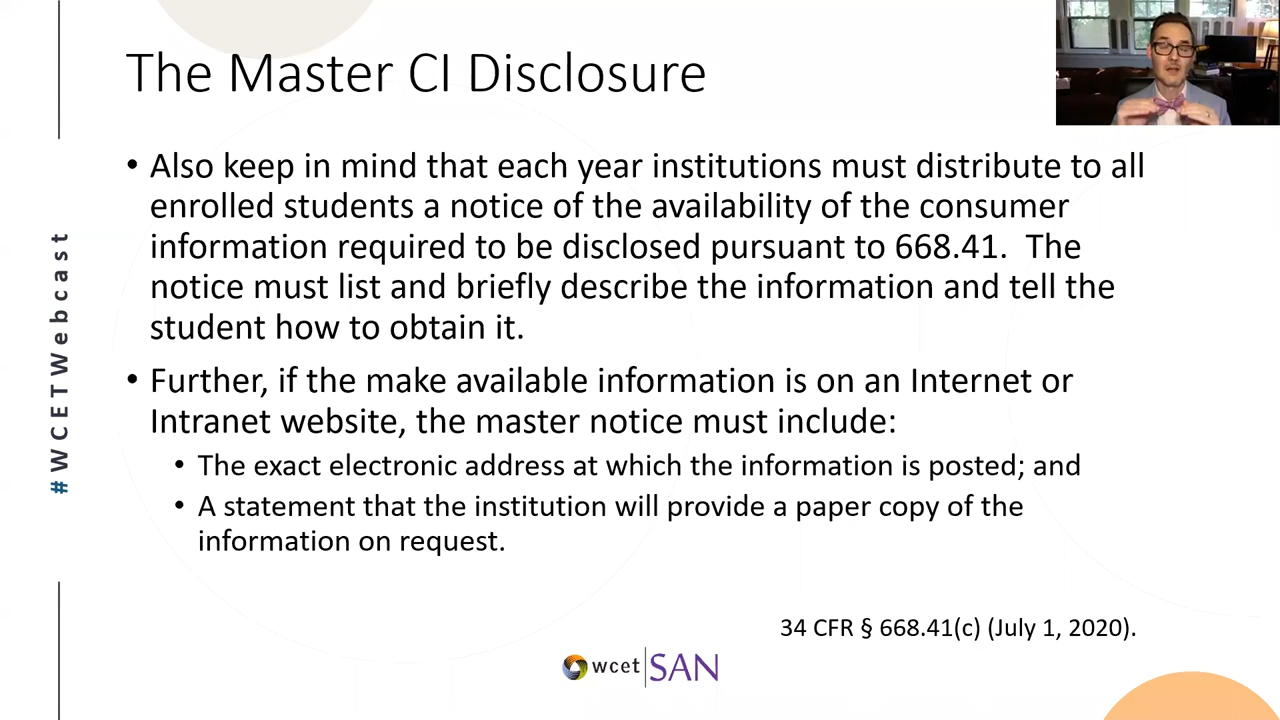 The Master CI Disclosure
• Also keep in mind that each year institutions must distribute to all
enrolled students a notice of the availability of the consumer
information required to be disclosed pursuant to 668.41.  The
notice must list and briefly describe the information and tell the
student how to obtain it.
• Further, if the make available information is on an Internet or
Intranet website, the master notice must include:
• The exact electronic address at which the information is posted; and
• A statement that the institution will provide a paper copy of the
information on request.
34 CFR § 668.41(c) (July 1, 2020).
wcet SAN
#WCETWebcast